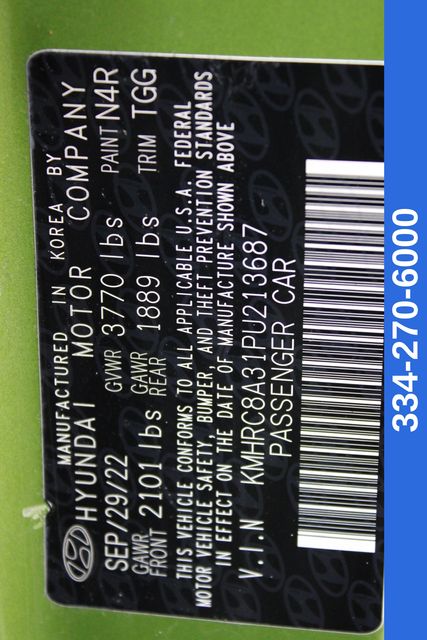 MANUFACTURED IN KOREA BY
HYUNDAI MOTOR COMPANY
SEP/29/22 GVWR 3770 lbs PAINT N4R
GAWR FRONT 2101 lbs GAWR REAR 1889 lbs TRIM TGG
THIS VEHICLE CONFORMS TO ALL APPLICABLE U.S.A. FEDERAL
MOTOR VEHICLE SAFETY, BUMPER, AND THEFT PREVENTION STANDARDS
IN EFFECT ON THE DATE OF MANUFACTURE SHOWN ABOVE
V.I.N KMHRC8A31PU213687
PASSENGER CAR
334-270-6000